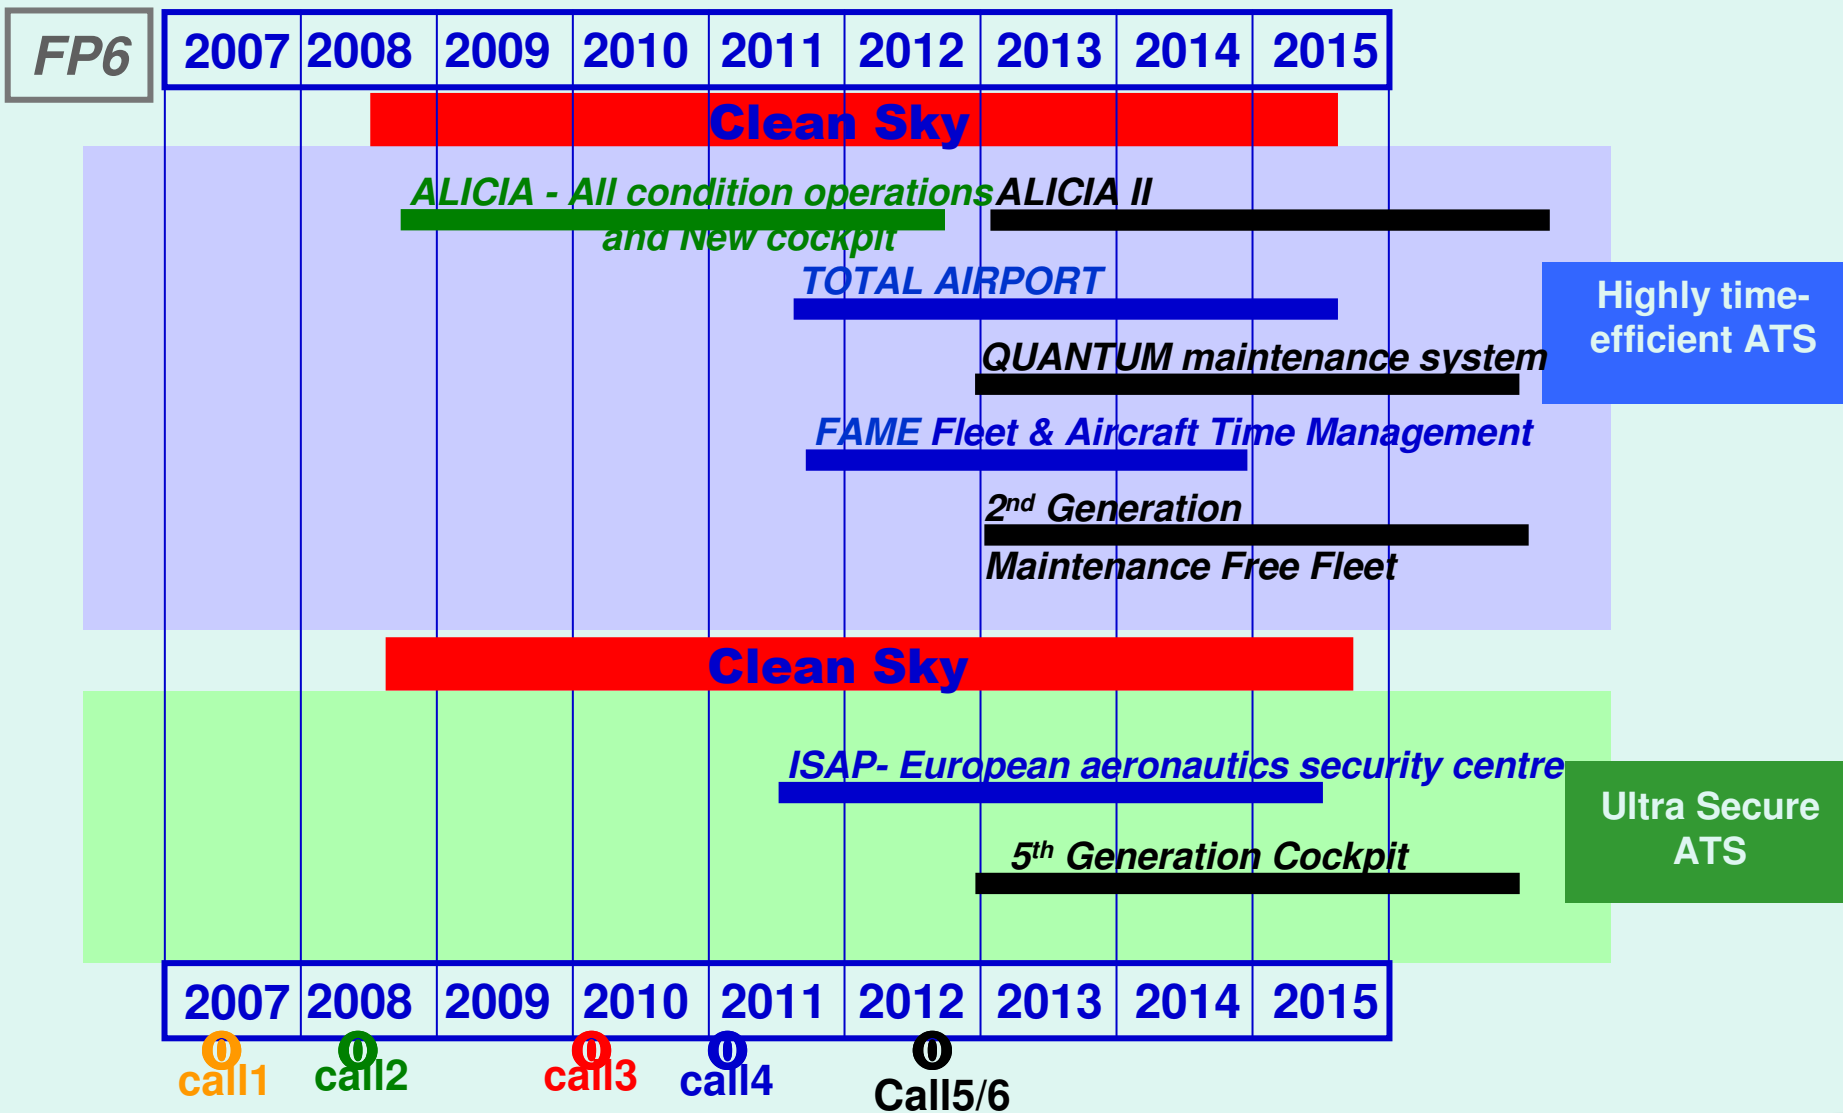 FP6
2007 2008 2009 2010 2011 2012 2013 2014 2015
Clean Sky
ALICIA - All condition operations
and New cockpit
ALICIA II
TOTAL AIRPORT
Highly time-
efficient ATS
QUANTUM maintenance system
FAME Fleet & Aircraft Time Management
2nd Generation
Maintenance Free Fleet
Clean Sky
ISAP- European aeronautics security centre
Ultra Secure
ATS
5th Generation Cockpit
2007 2008 2009 2010 2011 2012 2013 2014 2015
call1
call2
call3
call4
Call5/6